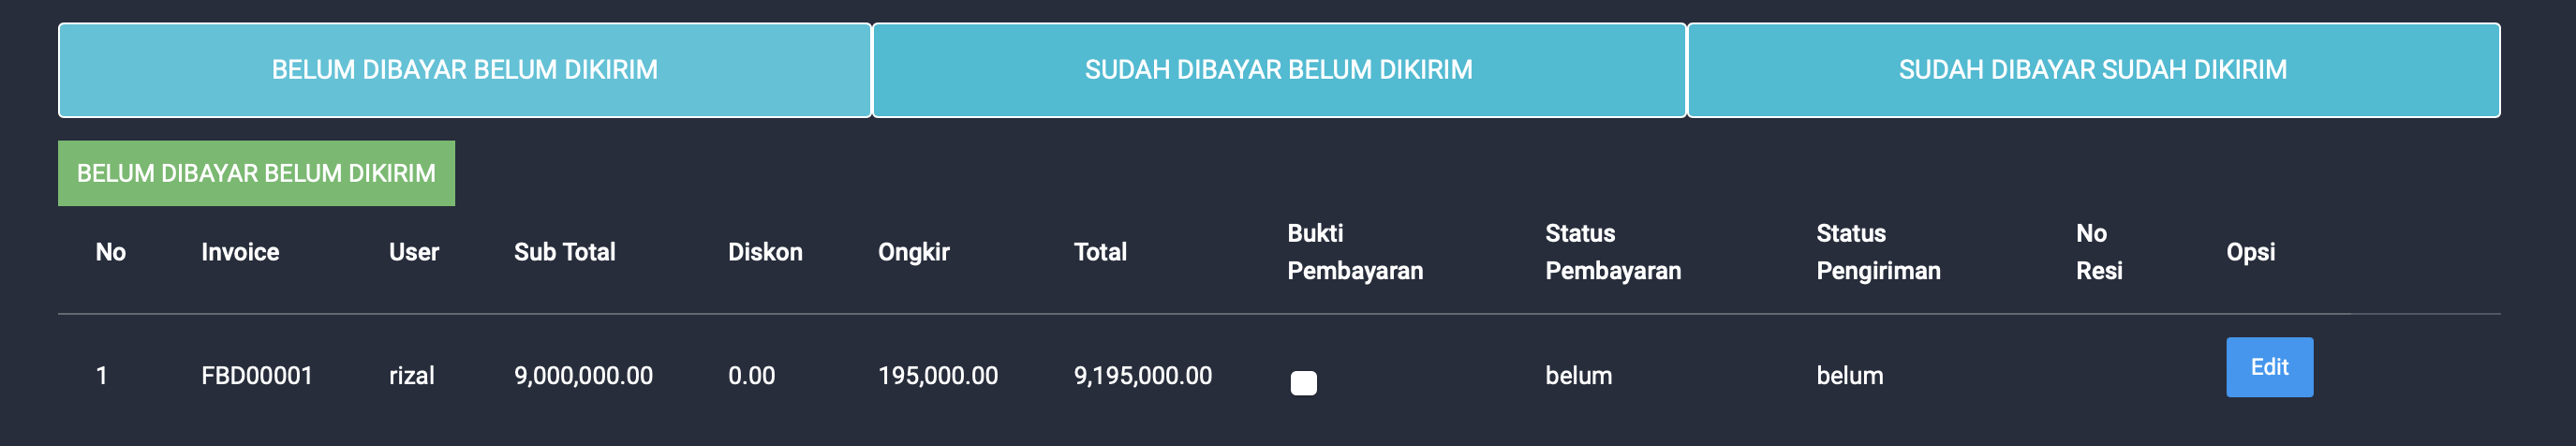 BELUM DIBAYAR BELUM DIKIRIM SUDAH DIBAYAR BELUM DIKIRIM SUDAH DIBAYAR SUDAH DIKIRIM
BELUM DIBAYAR BELUM DIKIRIM
No Invoice User Sub Total Diskon Ongkir Total Bukti Pembayaran Status Pembayaran Status Pengiriman No Resi Opsi
1 FBD00001 rizal 9,000,000.00 0.00 195,000.00 9,195,000.00 belum belum Edit